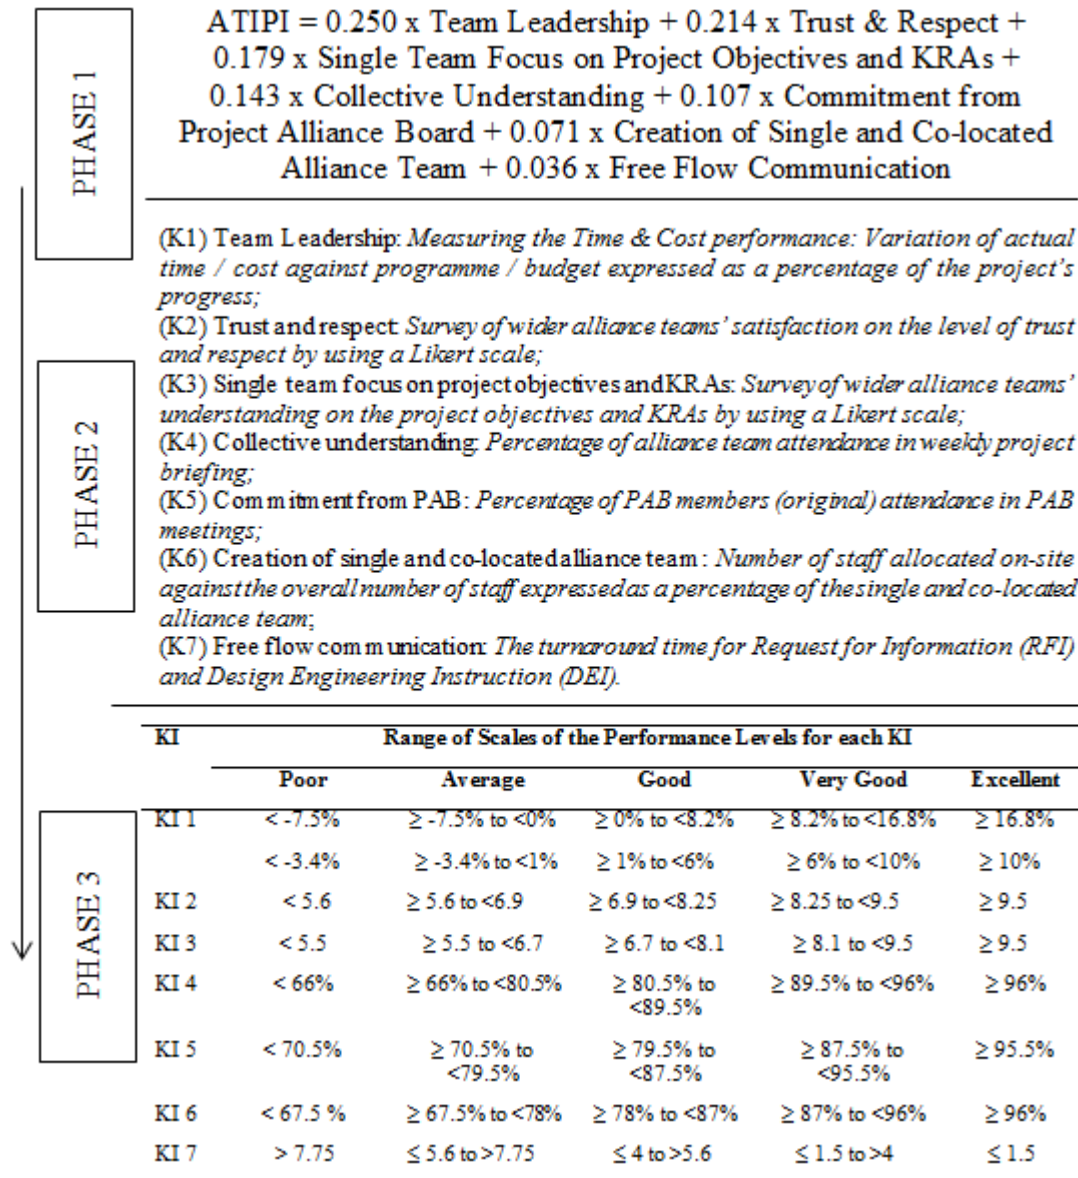 PHASE 1
ATIPI = 0.250 x Team Leadership + 0.214 x Trust & Respect +
0.179 x Single Team Focus on Project Objectives and KRAs +
0.143 x Collective Understanding + 0.107 x Commitment from
Project Alliance Board + 0.071 x Creation of Single and Co-located
Alliance Team + 0.036 x Free Flow Communication
PHASE 2
(K1) Team Leadership: Measuring the Time & Cost performance: Variation of actual
time / cost against programme / budget expressed as a percentage of the project's
progress;
(K2) Trust and respect: Survey of wider alliance teams' satisfaction on the level of trust
and respect by using a Likert scale;
(K3) Single team focus on project objectives and KRAs: Survey of wider alliance teams'
understanding on the project objectives and KRAs by using a Likert scale;
(K4) Collective understanding: Percentage of alliance team attendance in weekly project
briefing;
(K5) Commitment from PAB: Percentage of PAB members (original) attendance in PAB
meetings;
(K6) Creation of single and co-located alliance team : Number of staff allocated on-site
against the overall number of staff expressed as a percentage of the single and co-located
alliance team;
(K7) Free flow communication: The turnaround time for Request for Information (RFI)
and Design Engineering Instruction (DEI).
PHASE 3
KI Range of Scales of the Performance Levels for each KI
Poor Average Good Very Good Excellent
KI 1 < -7.5% ≥ -7.5% to <0% ≥ 0% to <8.2% ≥ 8.2% to <16.8% ≥ 16.8%
< -3.4% ≥ -3.4% to <1% ≥ 1% to <6% ≥ 6% to <10% ≥ 10%
KI 2 < 5.6 ≥ 5.6 to <6.9 ≥ 6.9 to <8.25 ≥ 8.25 to <9.5 ≥ 9.5
KI 3 < 5.5 ≥ 5.5 to <6.7 ≥ 6.7 to <8.1 ≥ 8.1 to <9.5 ≥ 9.5
KI 4 < 66% ≥ 66% to <80.5% ≥ 80.5% to ≥ 89.5% to <96% ≥ 96%
<89.5%
KI 5 < 70.5% ≥ 70.5% to ≥ 79.5% to ≥ 87.5% to ≥ 95.5%
<79.5% <87.5% <95.5%
KI 6 < 67.5 % ≥ 67.5% to <78% ≥ 78% to <87% ≥ 87% to <96% ≥ 96%
KI 7 > 7.75 ≤ 5.6 to >7.75 ≤ 4 to >5.6 ≤ 1.5 to >4 ≤ 1.5